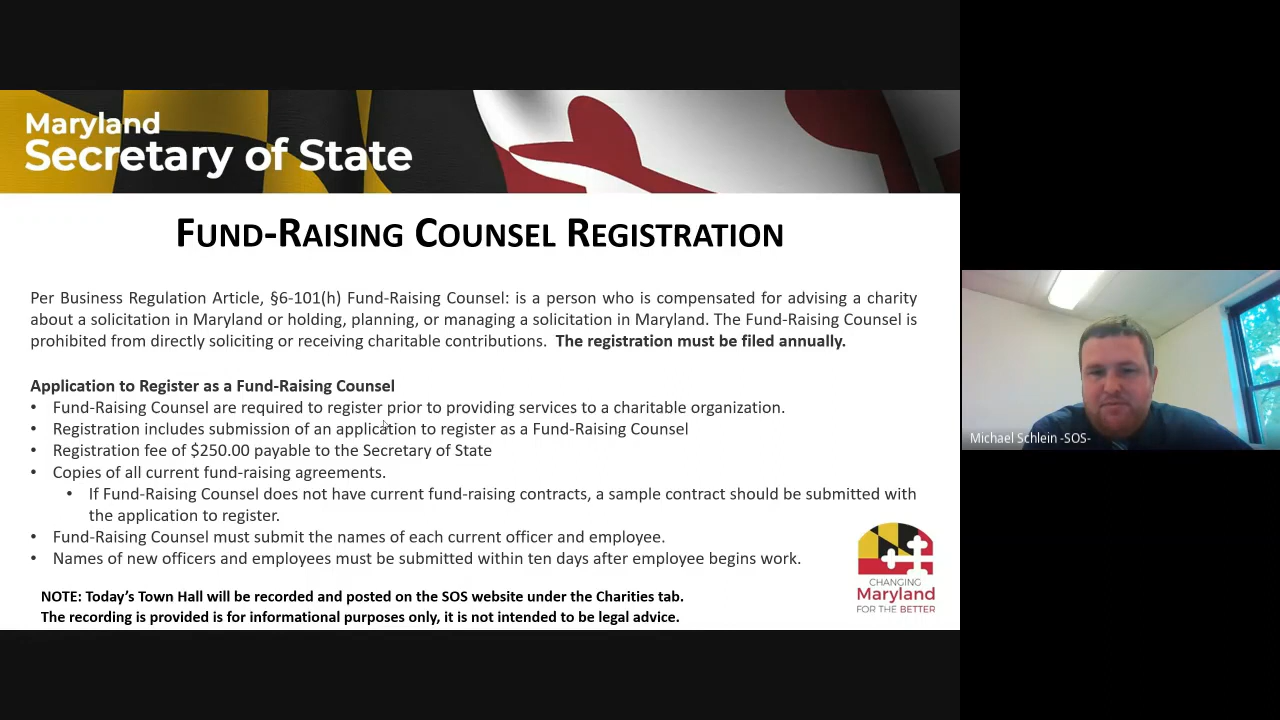 Maryland
Secretary of State
FUND-RAISING COUNSEL REGISTRATION
Per Business Regulation Article, §6-101(h) Fund-Raising Counsel: is a person who is compensated for advising a charity
about a solicitation in Maryland or holding, planning, or managing a solicitation in Maryland. The Fund-Raising Counsel is
prohibited from directly soliciting or receiving charitable contributions. The registration must be filed annually.
Application to Register as a Fund-Raising Counsel
• Fund-Raising Counsel are required to register prior to providing services to a charitable organization.
• Registration includes submission of an application to register as a Fund-Raising Counsel
• Registration fee of $250.00 payable to the Secretary of State
• Copies of all current fund-raising agreements.
• If Fund-Raising Counsel does not have current fund-raising contracts, a sample contract should be submitted with
the application to register.
• Fund-Raising Counsel must submit the names of each current officer and employee.
• Names of new officers and employees must be submitted within ten days after employee begins work.
NOTE: Today's Town Hall will be recorded and posted on the SOS website under the Charities tab.
The recording is provided is for informational purposes only, it is not intended to be legal advice.
CHANGING
Maryland
FOR THE BETTER
Michael Schlein -SOS-